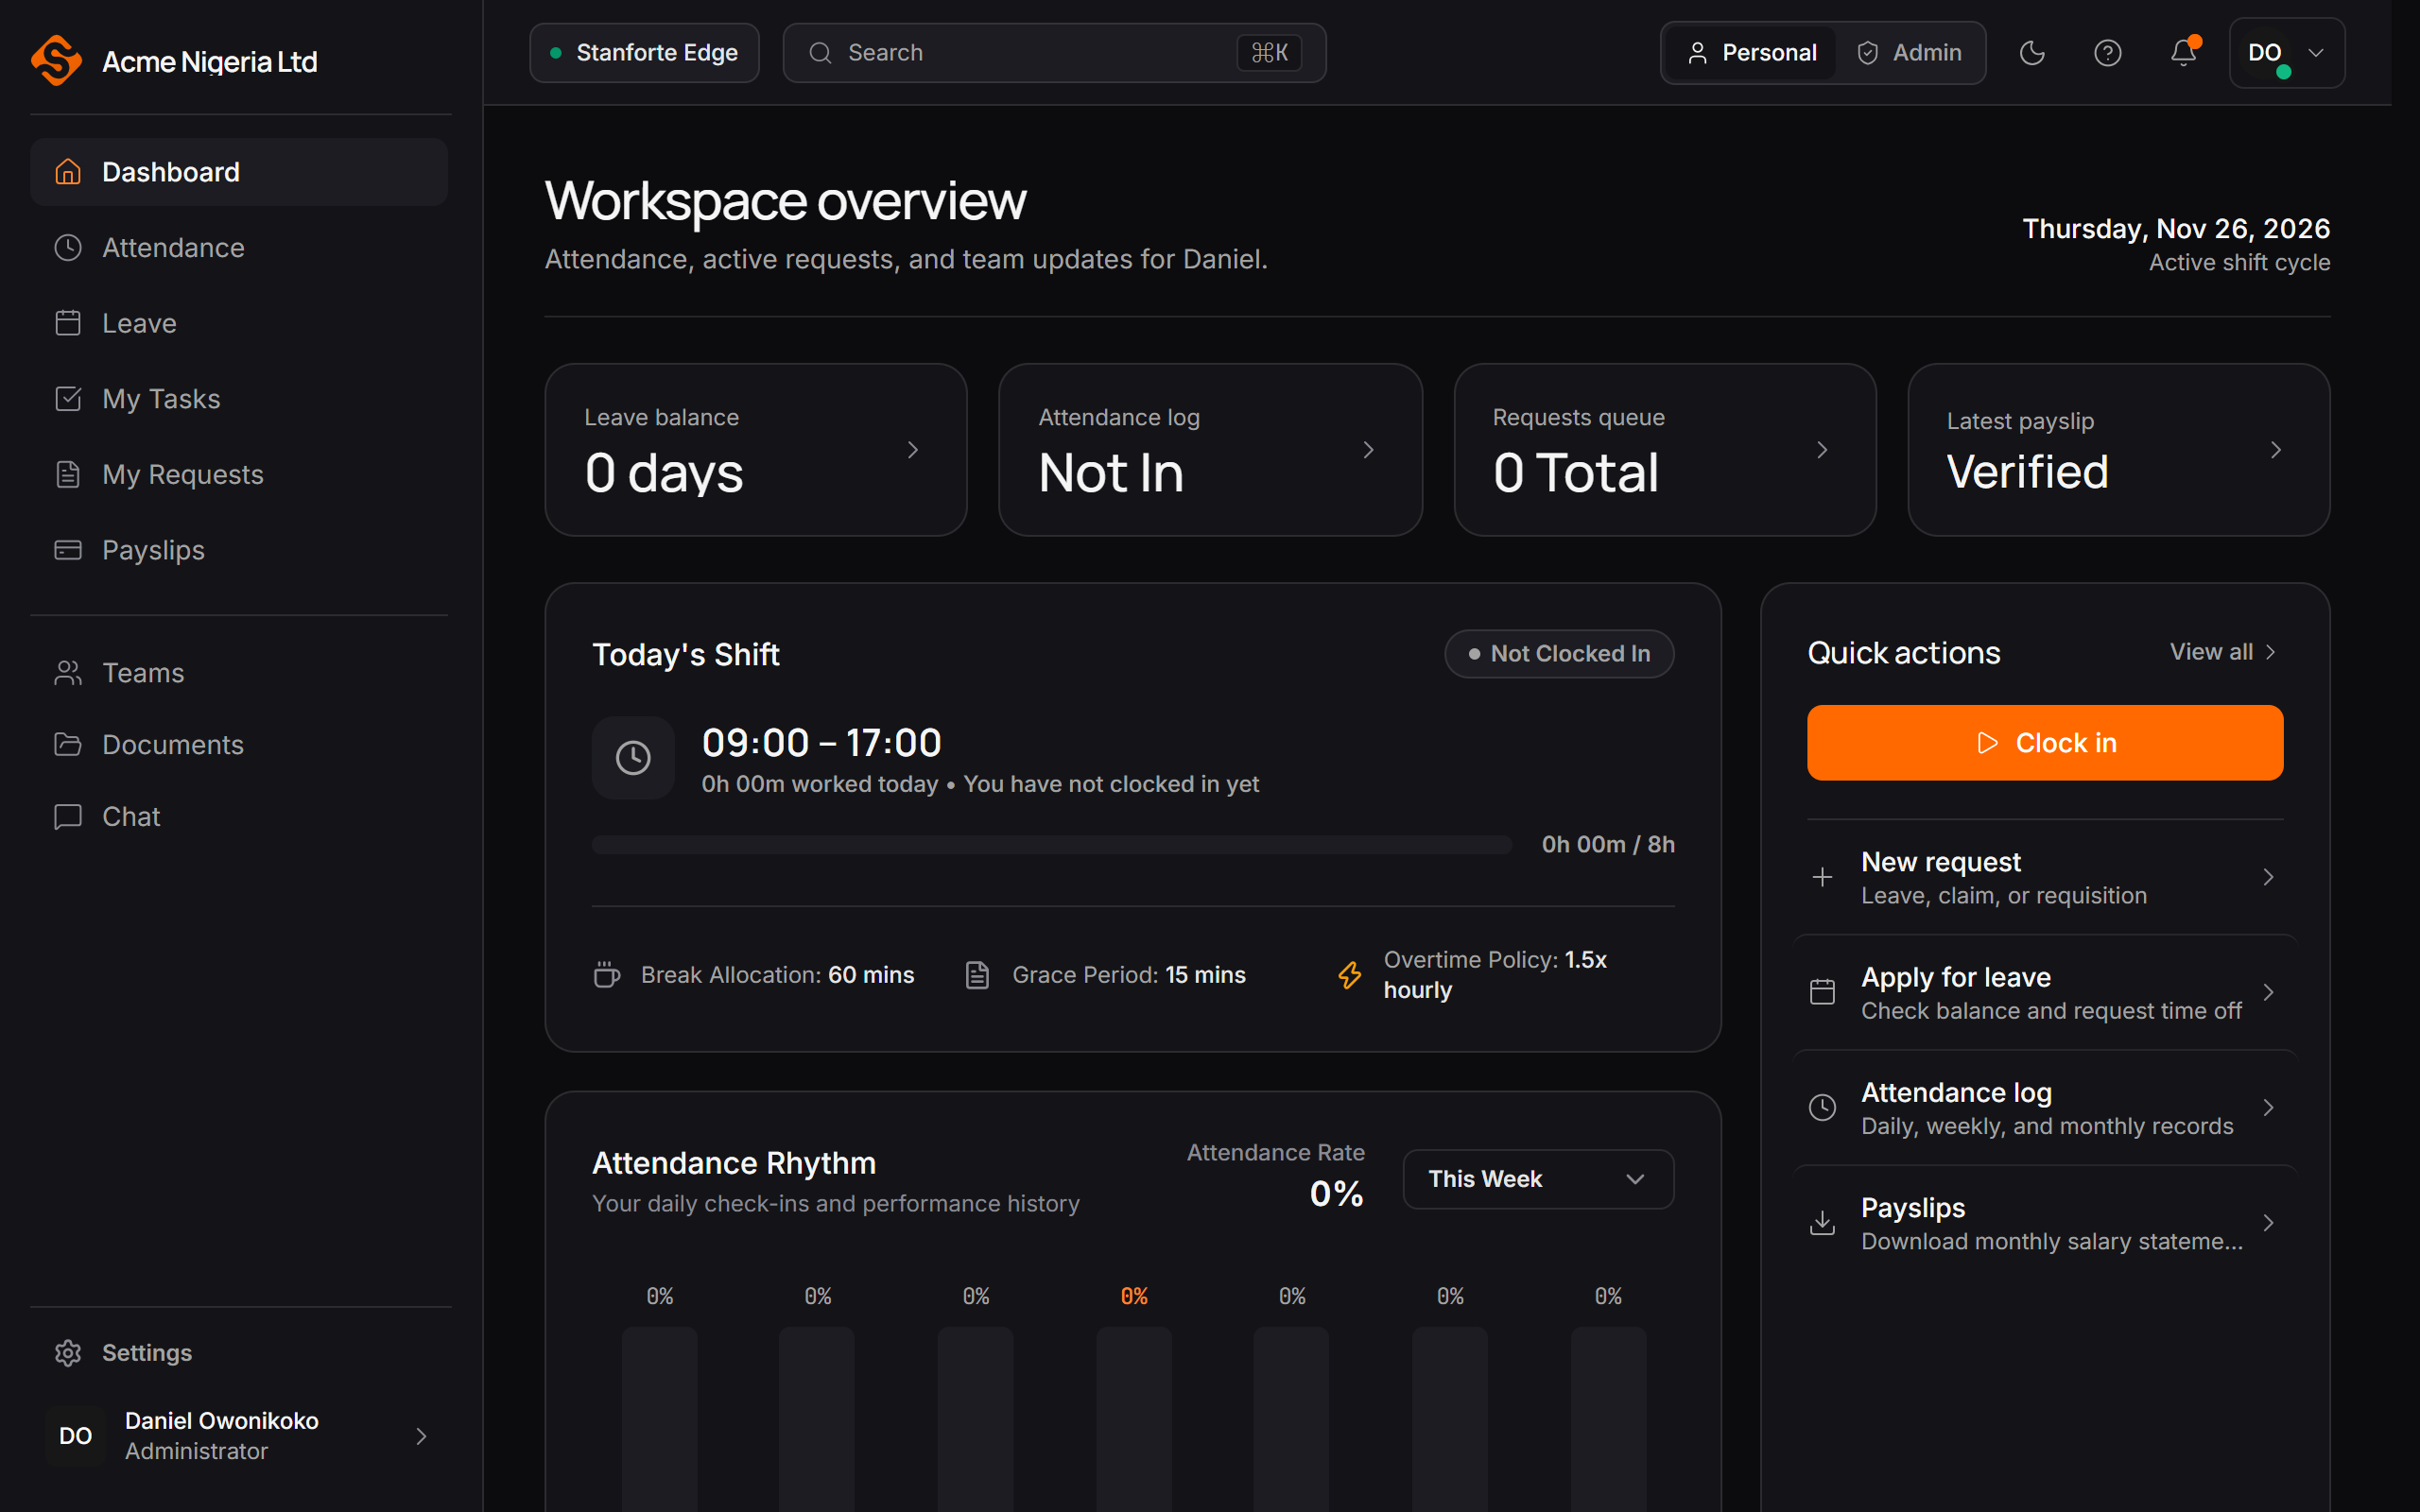 Acme Nigeria Ltd
Stanforte Edge
Search
⌘K
Personal
Admin
DO
Dashboard
Attendance
Leave
My Tasks
My Requests
Payslips
Teams
Documents
Chat
Settings
DO
Daniel Owonikoko
Administrator
Workspace overview
Attendance, active requests, and team updates for Daniel.
Thursday, Nov 26, 2026
Active shift cycle
Leave balance
0 days
Attendance log
Not In
Requests queue
0 Total
Latest payslip
Verified
Today's Shift
Not Clocked In
09:00 – 17:00
0h 00m worked today • You have not clocked in yet
0h 00m / 8h
Break Allocation: 60 mins
Grace Period: 15 mins
Overtime Policy: 1.5x
hourly
Attendance Rhythm
Your daily check-ins and performance history
Attendance Rate
0%
This Week
0%
0%
0%
0%
0%
0%
0%
Quick actions
View all
Clock in
New request
Leave, claim, or requisition
Apply for leave
Check balance and request time off
Attendance log
Daily, weekly, and monthly records
Payslips
Download monthly salary stateme...